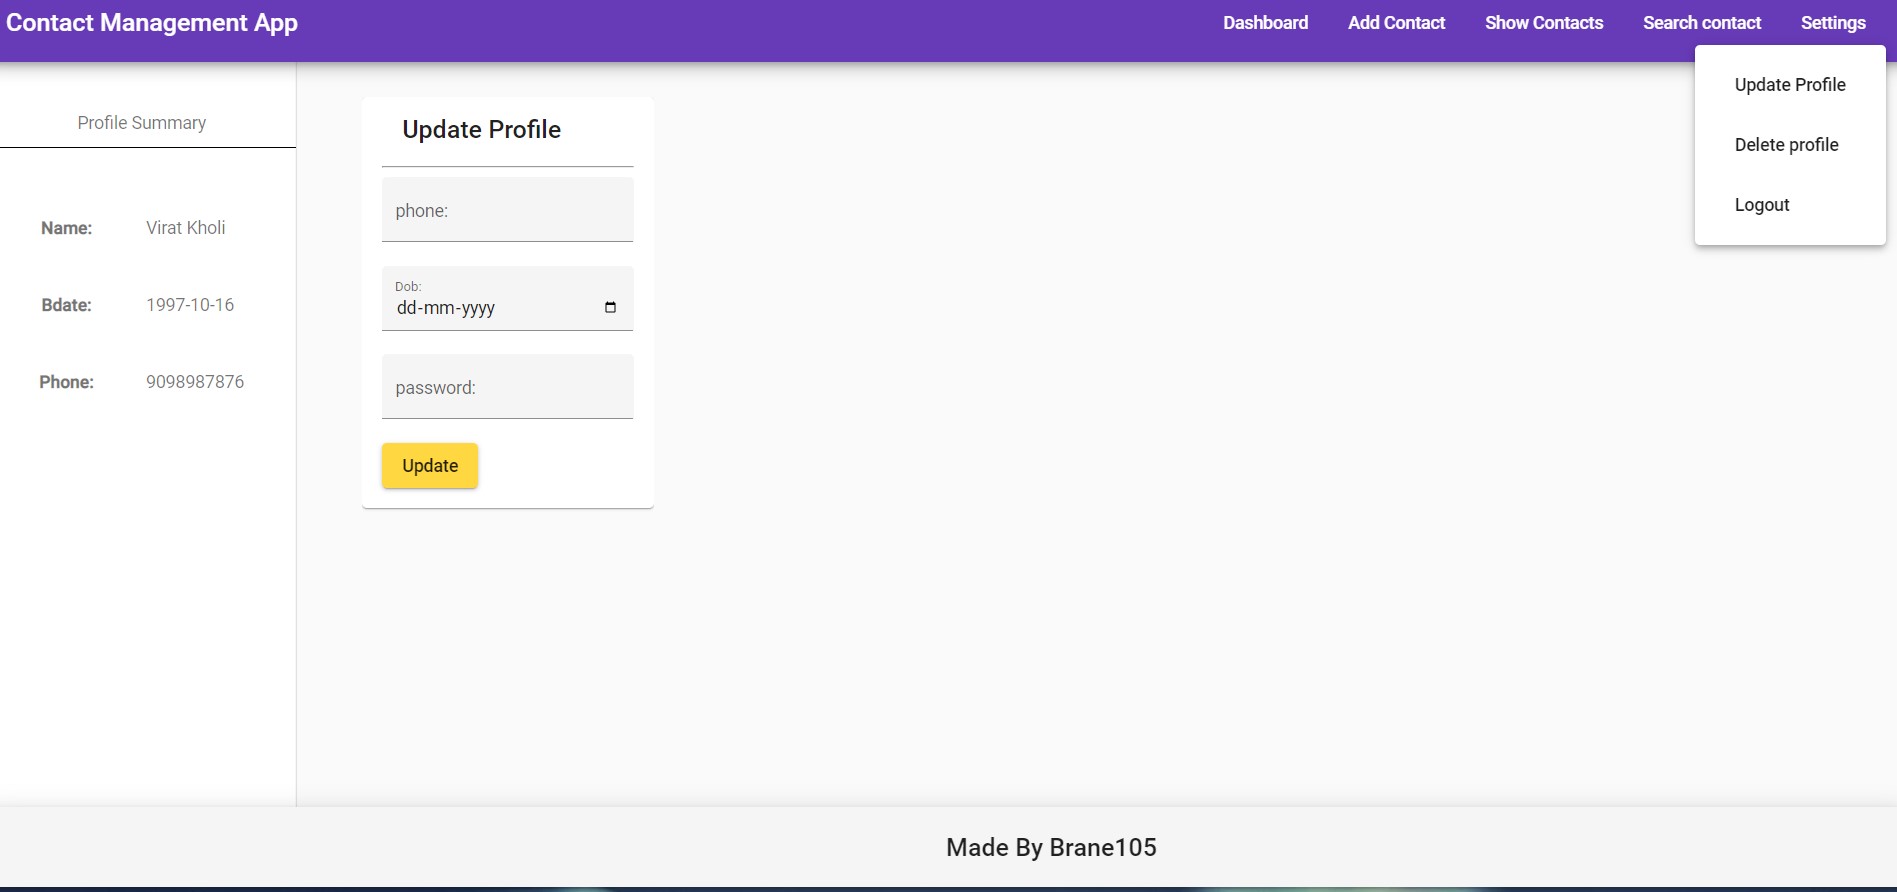 Contact Management App
Dashboard Add Contact Show Contacts Search contact Settings
Update Profile
Delete profile
Logout
Profile Summary
Name: Virat Kholi
Bdate: 1997-10-16
Phone: 9098987876
Update Profile
phone:
Dob:
dd-mm-yyyy
password:
Update
Made By Brane105